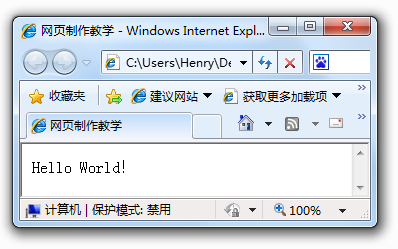 网页制作教学 - Windows Internet Expl...
C:\Users\Henry\De
收藏夹 建议网站 获取更多加载项 »
网页制作教学 »
Hello World!
计算机 | 保护模式: 禁用 100%